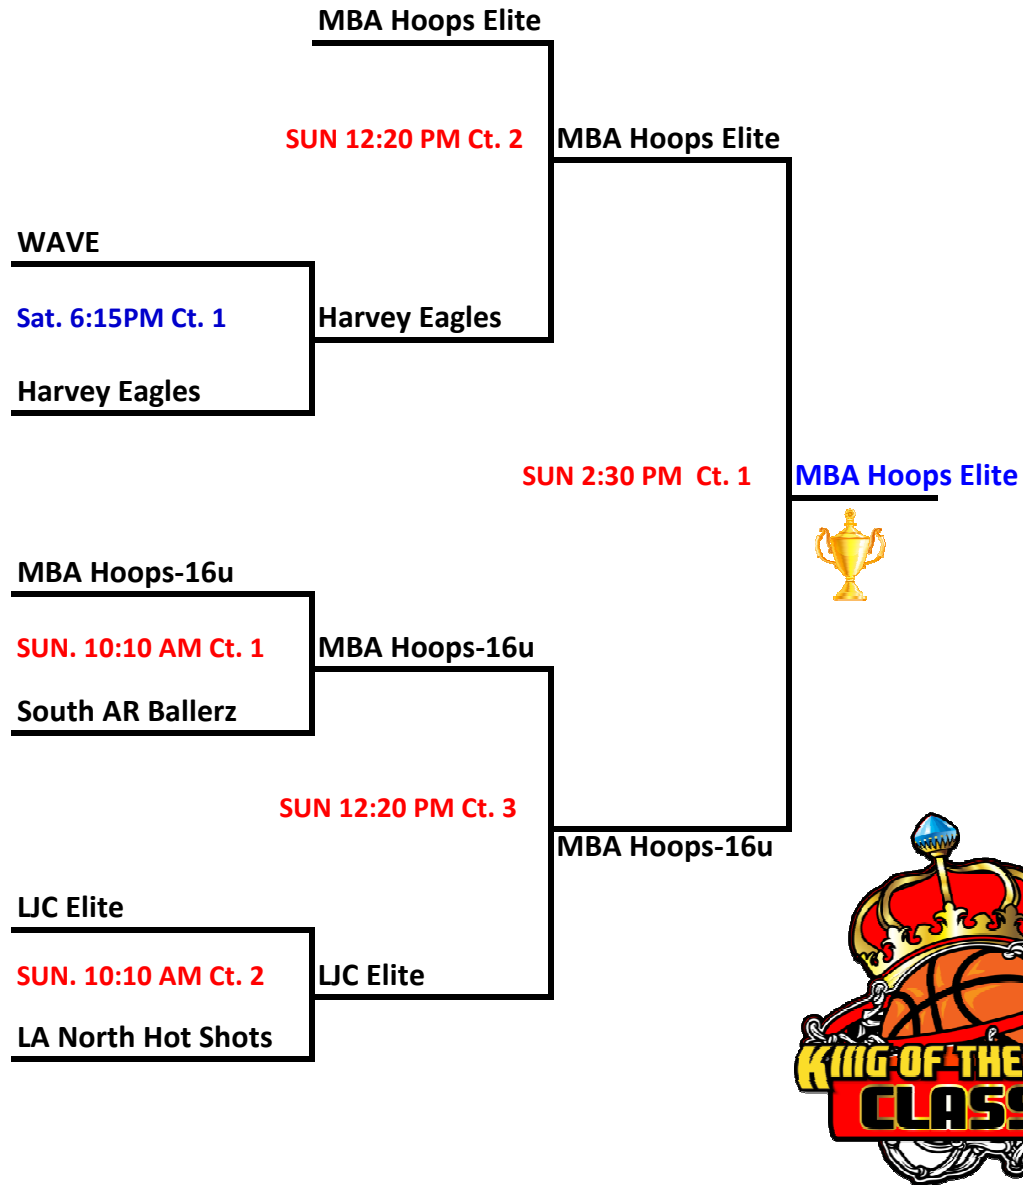 MBA Hoops Elite
SUN 12:20 PM Ct. 2
MBA Hoops Elite
WAVE
Sat. 6:15PM Ct. 1
Harvey Eagles
Harvey Eagles
SUN 2:30 PM  Ct. 1
MBA Hoops Elite
MBA Hoops-16u
SUN. 10:10 AM Ct. 1
MBA Hoops-16u
South AR Ballerz
SUN 12:20 PM Ct. 3
MBA Hoops-16u
LJC Elite
SUN. 10:10 AM Ct. 2
LJC Elite
LA North Hot Shots
KING OF THE